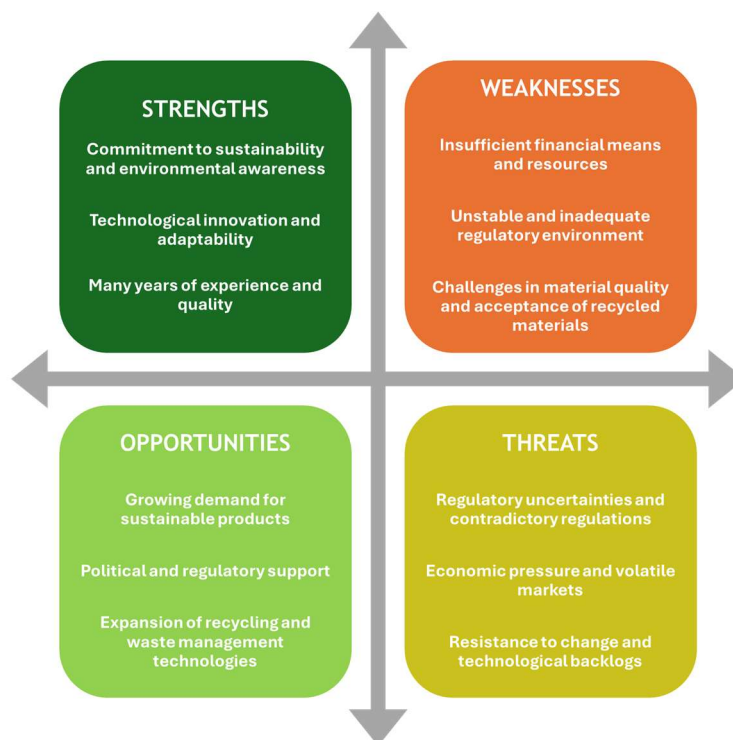 STRENGTHS
Commitment to sustainability
and environmental awareness
Technological innovation and
adaptability
Many years of experience and
quality
WEAKNESSES
Insufficient financial means
and resources
Unstable and inadequate
regulatory environment
Challenges in material quality
and acceptance of recycled
materials
OPPORTUNITIES
Growing demand for
sustainable products
Political and regulatory support
Expansion of recycling and
waste management
technologies
THREATS
Regulatory uncertainties and
contradictory regulations
Economic pressure and volatile
markets
Resistance to change and
technological backlogs